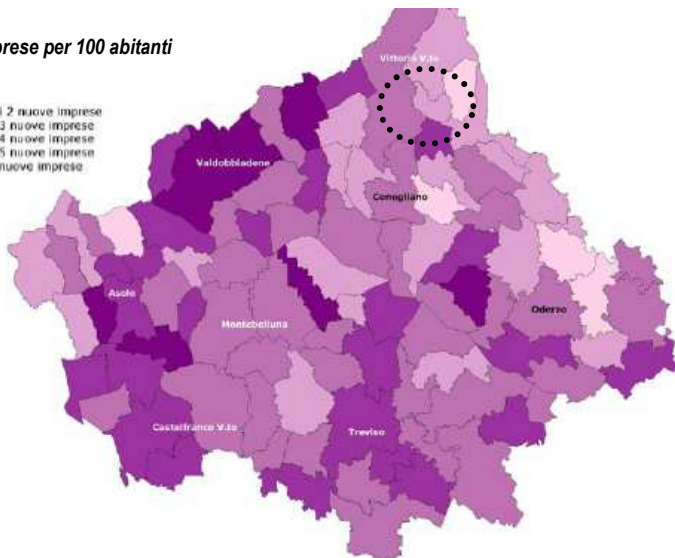 prese per 100 abitanti
2 nuove imprese
3 nuove imprese
4 nuove imprese
5 nuove imprese
nuove imprese
Vittorio V.to
Valdobbiadene
Conegliano
Asolo
Oderzo
Montebelluna
Castelfranco V.to
Treviso